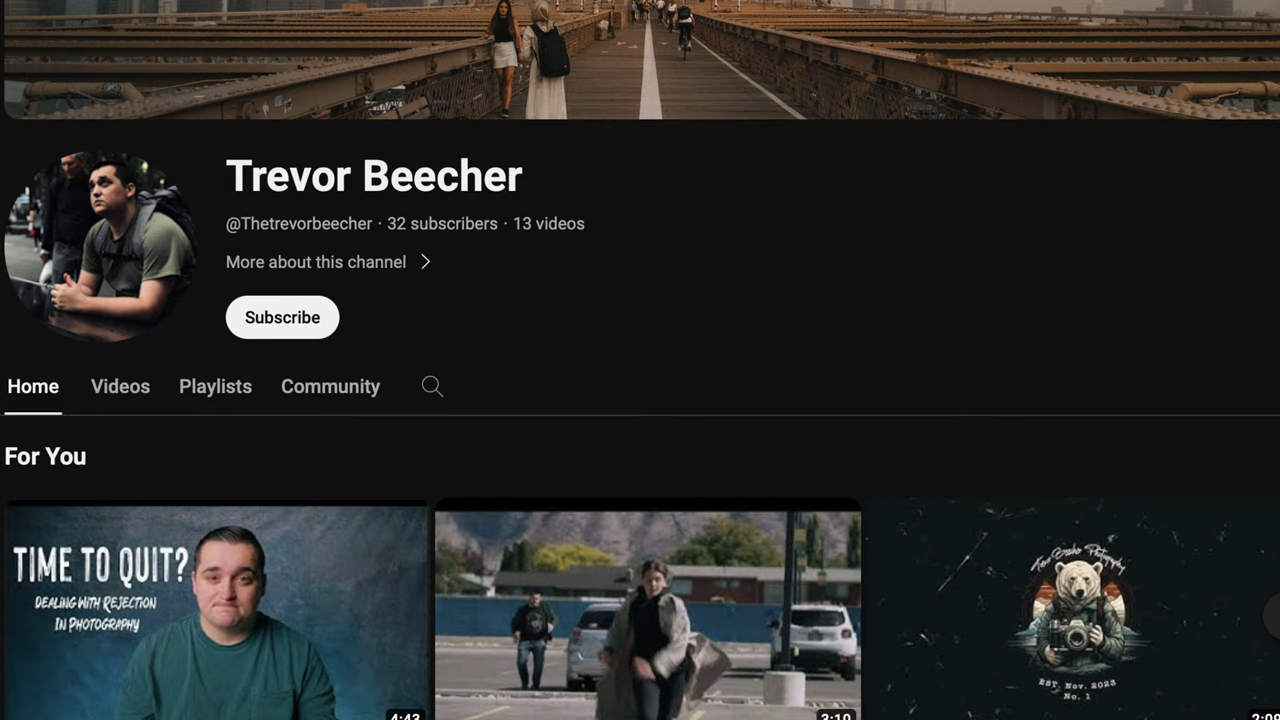 Trevor Beecher
@Thetrevorbeecher · 32 subscribers · 13 videos
More about this channel
Subscribe
Home Videos Playlists Community
For You
TIME TO QUIT?
DEALING WITH REJECTION
IN PHOTOGRAPHY
4:43
3:10
Photography
EST. Nov. 2023
No. 1